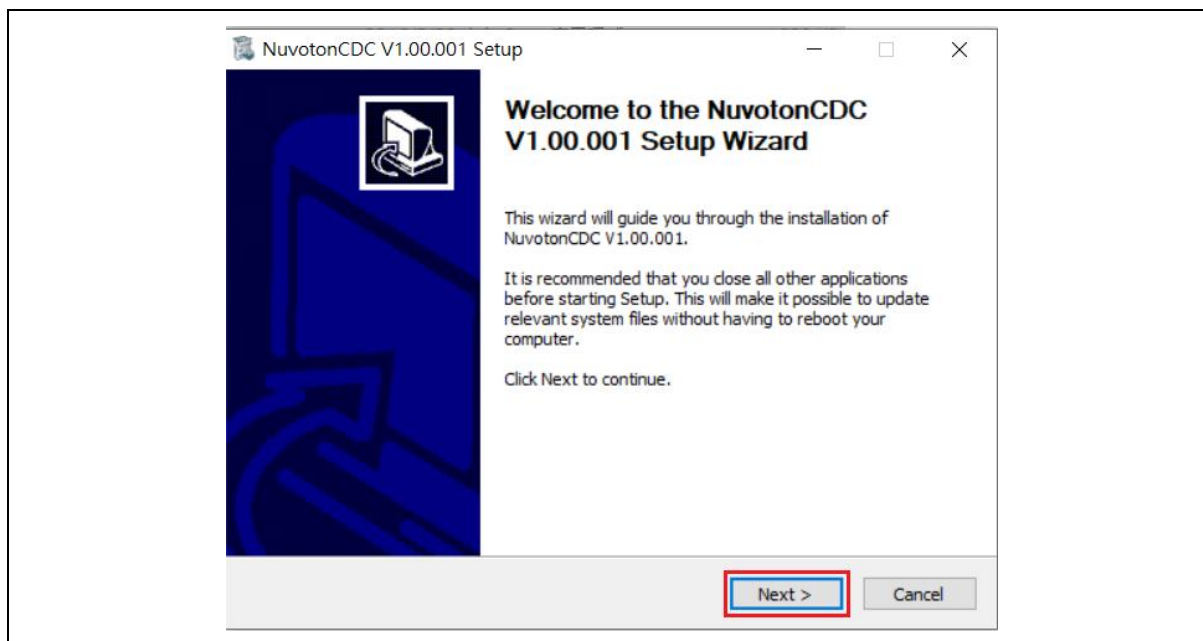 NuvotonCDC V1.00.001 Setup
Welcome to the NuvotonCDC
V1.00.001 Setup Wizard
This wizard will guide you through the installation of
NuvotonCDC V1.00.001.
It is recommended that you close all other applications
before starting Setup. This will make it possible to update
relevant system files without having to reboot your
computer.
Click Next to continue.
Next >
Cancel